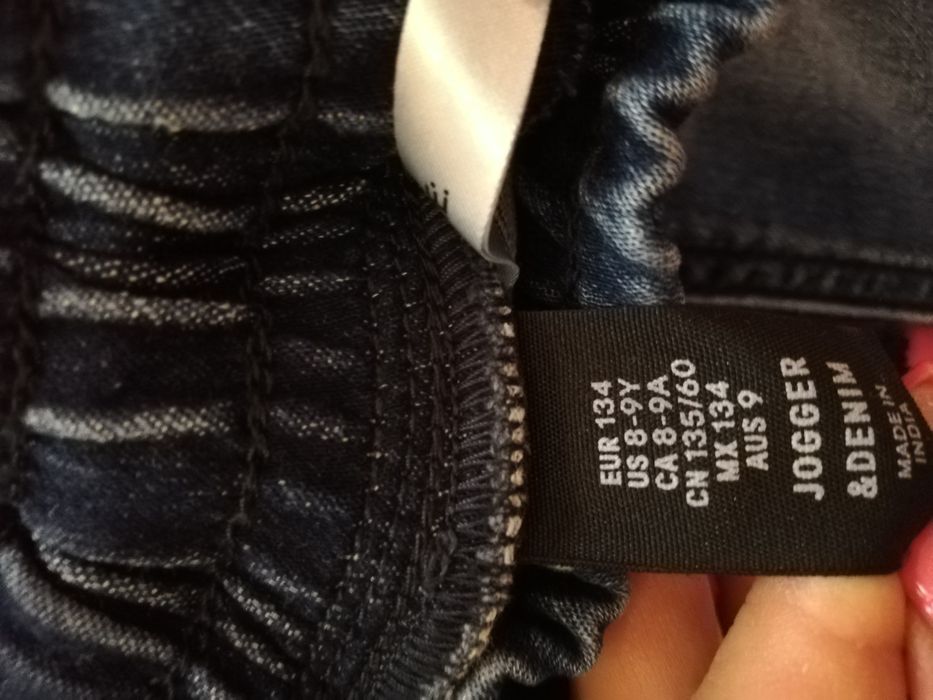 EUR 134
US 8-9Y
CA 8-9A
CN 135/60
MX 134
AUS 9
JOGGER
&DENIM
MADE IN
INDIA